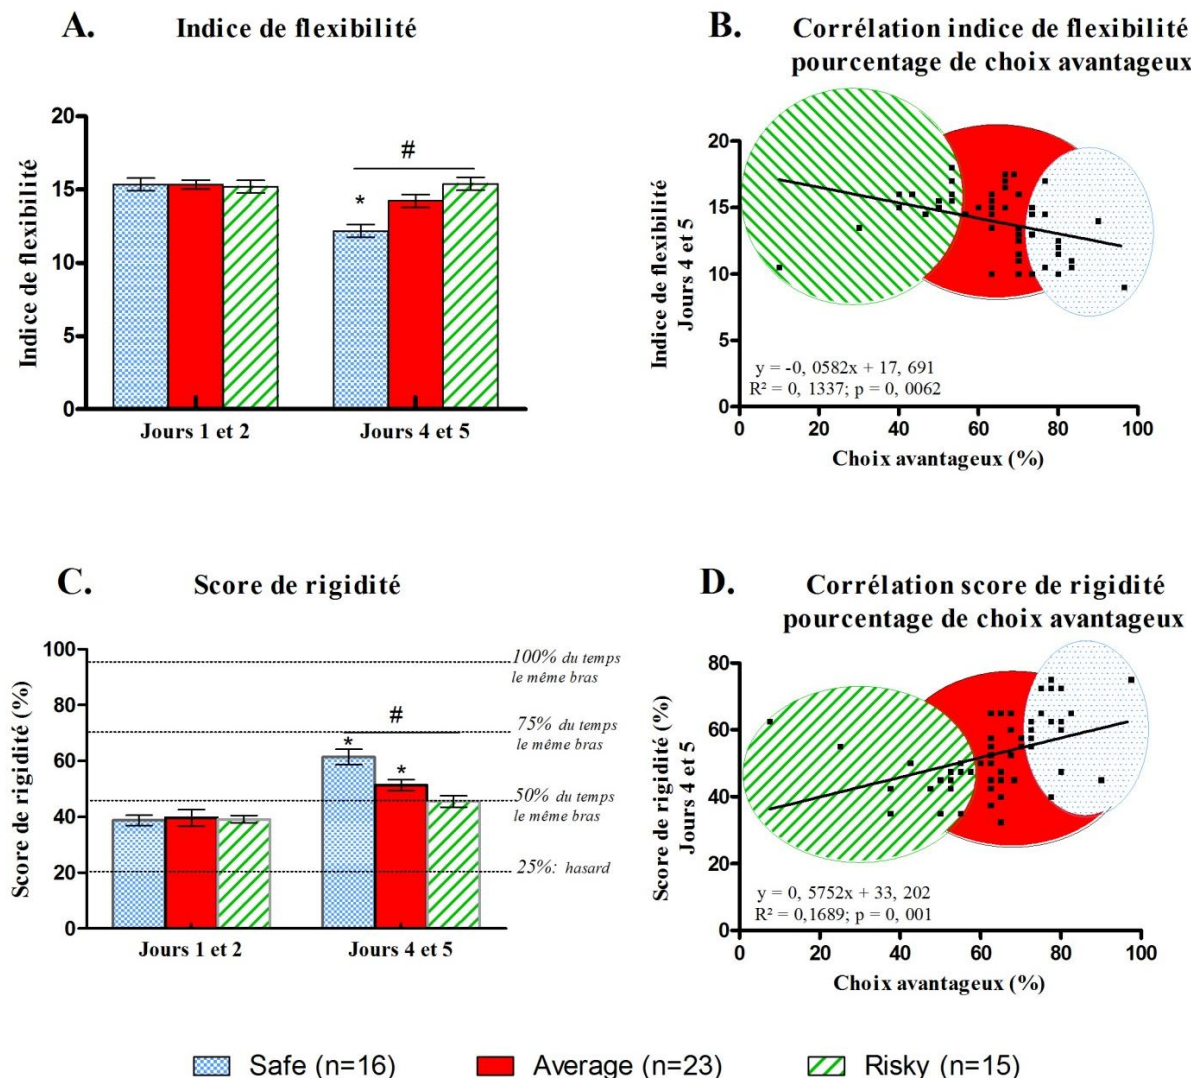 A. Indice de flexibilité
Indice de flexibilité
20
15
10
5
0
#
*
Jours 1 et 2
Jours 4 et 5
B. Corrélation indice de flexibilité
pourcentage de choix avantageux
Indice de flexibilité
Jours 4 et 5
20
15
10
5
0
y = -0, 0582x + 17, 691
R² = 0, 1337; p = 0, 0062
0 20 40 60 80 100
Choix avantageux (%)
C. Score de rigidité
Score de rigidité (%)
100
80
60
40
20
0
100% du temps
le même bras
75% du temps
le même bras
50% du temps
le même bras
25%: hasard
#
*
*
Jours 1 et 2
Jours 4 et 5
D. Corrélation score de rigidité
pourcentage de choix avantageux
Score de rigidité (%)
Jours 4 et 5
80
60
40
20
0
y = 0, 5752x + 33, 202
R² = 0,1689; p = 0, 001
0 20 40 60 80 100
Choix avantageux (%)
Safe (n=16) Average (n=23) Risky (n=15)